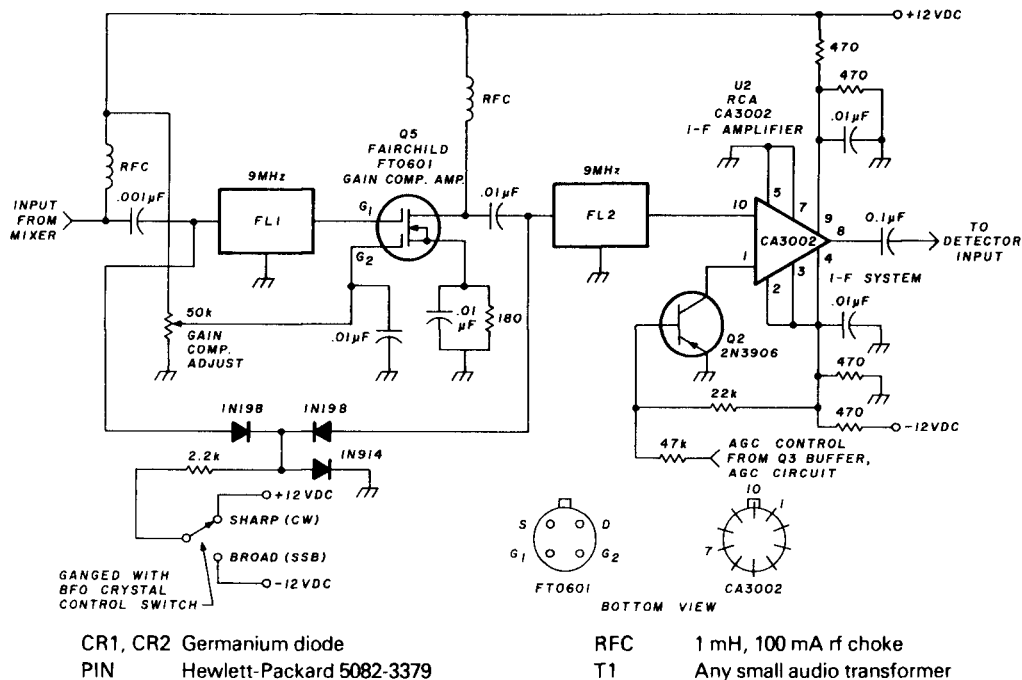 +12VDC
470
470
.01µF
U2
RCA
CA3002
I-F AMPLIFIER
RFC
Q5
FAIRCHILD
FT0601
GAIN COMP. AMP.
RFC
.001µF
9MHz
FL1
G1
G2
.01µF
9MHz
FL2
INPUT
FROM
MIXER
10
5
7
9
8
4
1
2
3
CA3002
0.1µF
TO
DETECTOR
INPUT
I-F SYSTEM
.01µF
50k
GAIN
COMP.
ADJUST
.01µF
.01
µF
180
Q2
2N3906
470
22k
470
-12VDC
47k
AGC CONTROL
FROM Q3 BUFFER,
AGC CIRCUIT
1N198
1N198
2.2k
1N914
+12VDC
SHARP (CW)
BROAD (SSB)
-12VDC
GANGED WITH
BFO CRYSTAL
CONTROL SWITCH
S
D
G1
G2
FT0601
10
1
7
CA3002
BOTTOM VIEW
CR1, CR2 Germanium diode
PIN Hewlett-Packard 5082-3379
RFC 1 mH, 100 mA rf choke
T1 Any small audio transformer